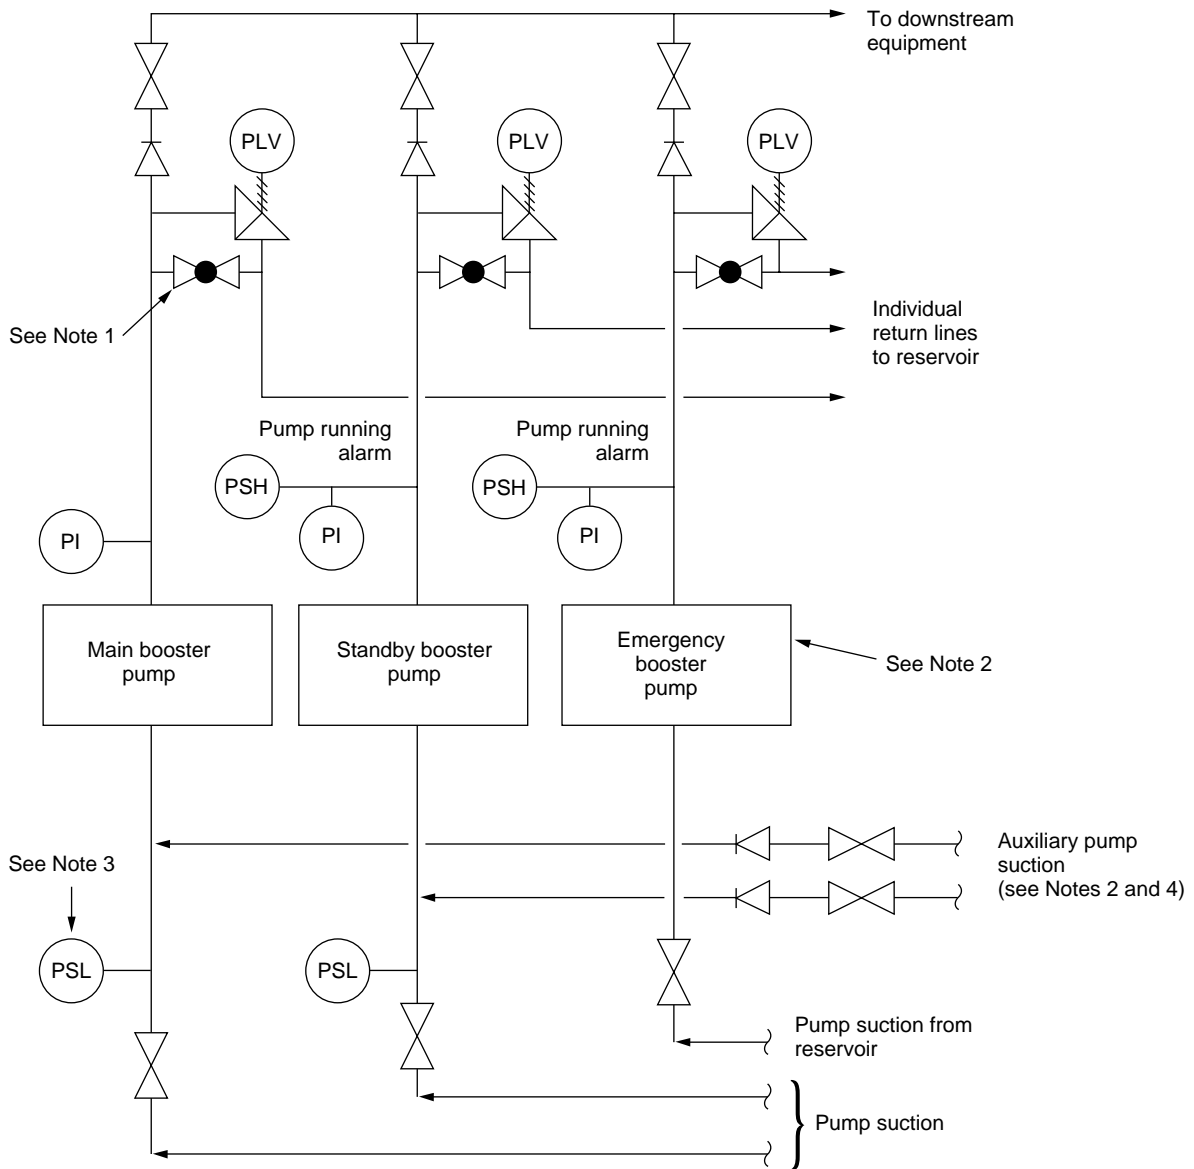 To downstream
equipment
PLV
PLV
PLV
See Note 1
Individual
return lines
to reservoir
Pump running
alarm
Pump running
alarm
PSH
PSH
PI
PI
PI
Main booster
pump
Standby booster
pump
Emergency
booster
pump
See Note 2
Auxiliary pump
suction
(see Notes 2 and 4)
See Note 3
PSL
PSL
Pump suction from
reservoir
Pump suction